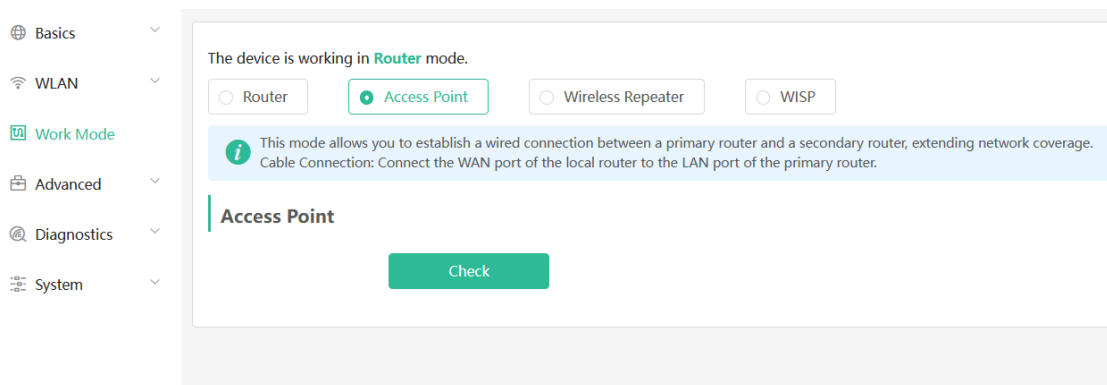 Basics
WLAN
Work Mode
Advanced
Diagnostics
System
The device is working in Router mode.
Router
Access Point
Wireless Repeater
WISP
This mode allows you to establish a wired connection between a primary router and a secondary router, extending network coverage.
Cable Connection: Connect the WAN port of the local router to the LAN port of the primary router.
Access Point
Check